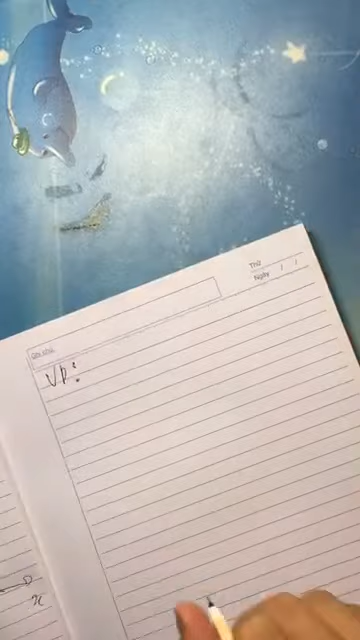 Thứ
Ngày / /
VD:
x